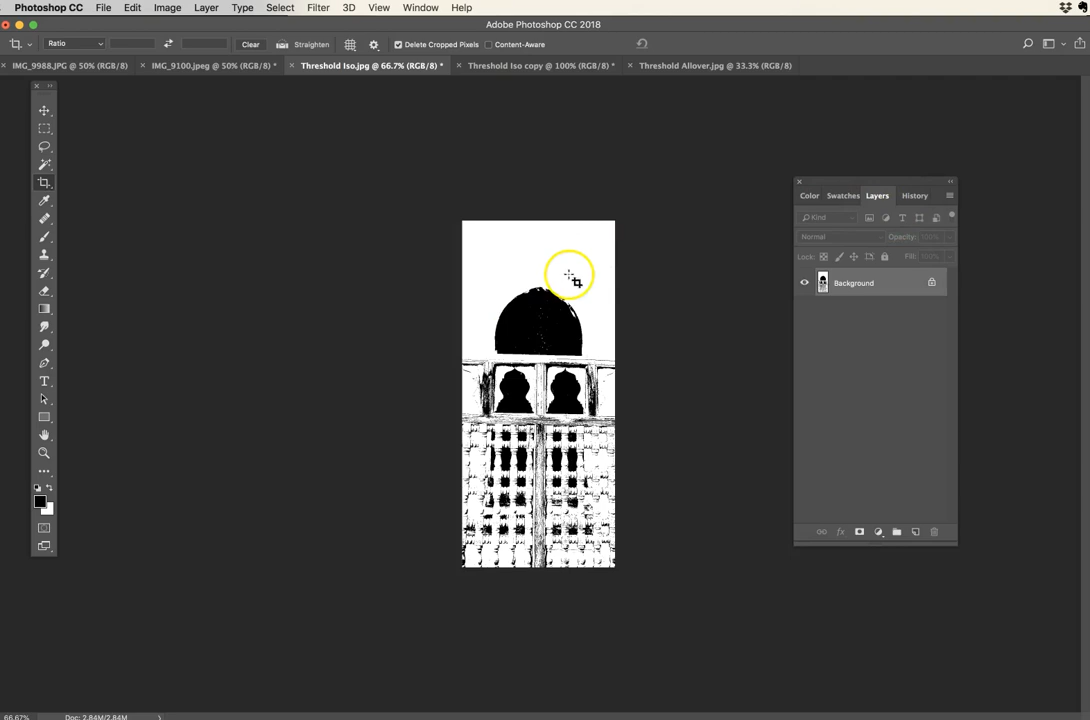 Photoshop CC File Edit Image Layer Type Select Filter 3D View Window Help
Adobe Photoshop CC 2018
Ratio Clear Straighten Delete Cropped Pixels Content-Aware
IMG_9988.JPG @ 50% (RGB/8) IMG_9100.jpeg @ 50% (RGB/8) * Threshold Iso.jpg @ 66.7% (RGB/8) * Threshold Iso copy @ 100% (RGB/8) * Threshold Allover.jpg @ 33.3% (RGB/8)
Color Swatches Layers History
Kind
Normal Opacity: 100%
Lock: Fill: 100%
Background
66.67% Doc: 2.84M/2.84M